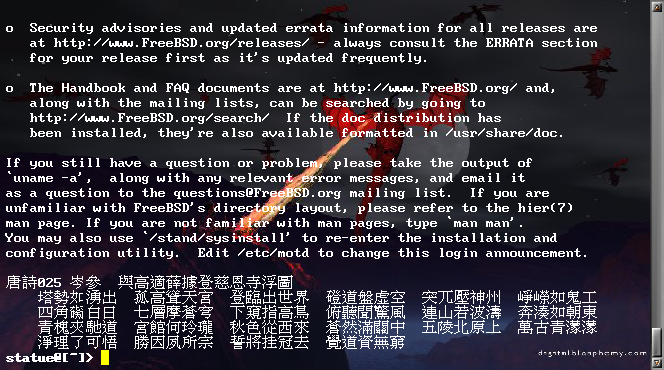 o Security advisories and updated errata information for all releases are
at http://www.FreeBSD.org/releases/ - always consult the ERRATA section
for your release first as it's updated frequently.
o The Handbook and FAQ documents are at http://www.FreeBSD.org/ and,
along with the mailing lists, can be searched by going to
http://www.FreeBSD.org/search/ If the doc distribution has
been installed, they're also available formatted in /usr/share/doc.
If you still have a question or problem, please take the output of
`uname -a', along with any relevant error messages, and email it
as a question to the questions@FreeBSD.org mailing list. If you are
unfamiliar with FreeBSD's directory layout, please refer to the hier(7)
man page. If you are not familiar with man pages, type `man man'.
You may also use `/stand/sysinstall' to re-enter the installation and
configuration utility. Edit /etc/motd to change this login announcement.
唐詩025 岑參 與高適薛據登慈恩寺浮圖
塔勢如湧出 孤高聳天宮 登臨出世界 磴道盤虛空 突兀壓神州 崢嶸如鬼工
四角礙白日 七層摩蒼穹 下窺指高鳥 俯聽聞驚風 連山若波濤 奔湊如朝東
青槐夾馳道 宮館何玲瓏 秋色從西來 蒼然滿關中 五陵北原上 萬古青濛濛
淨理了可悟 勝因夙所宗 誓將挂冠去 覺道資無窮
statue@[~]>
digitalblasphemy.com